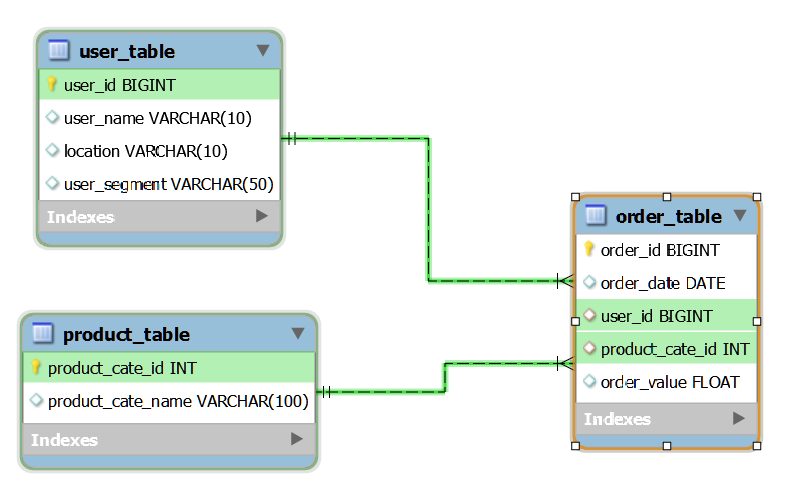 user_table
user_id BIGINT
user_name VARCHAR(10)
location VARCHAR(10)
user_segment VARCHAR(50)
Indexes
product_table
product_cate_id INT
product_cate_name VARCHAR(100)
Indexes
order_table
order_id BIGINT
order_date DATE
user_id BIGINT
product_cate_id INT
order_value FLOAT
Indexes